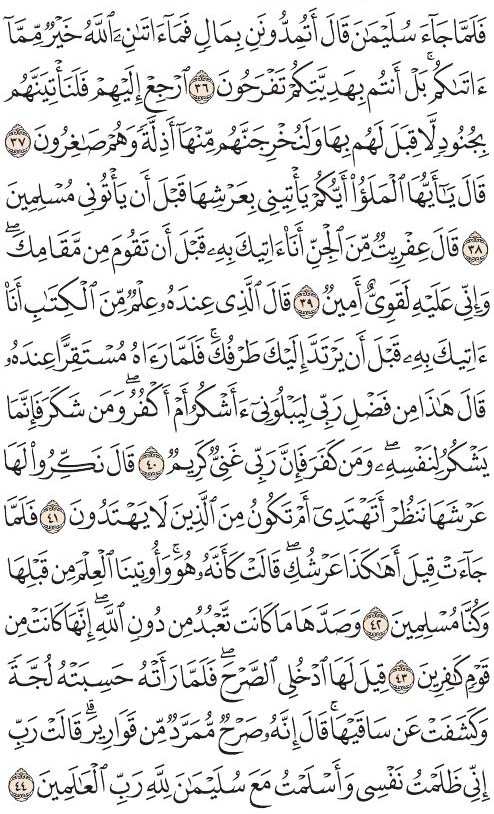 فَلَمَّا جَآءَ سُلَيْمَـٰنَ قَالَ أَتُمِدُّونَنِ بِمَالٍ فَمَآ ءَاتَىٰنِۦَ ٱللَّهُ خَيْرٌ مِّمَّآ
ءَاتَىٰكُم ۚ بَلْ أَنتُم بِهَدِيَّتِكُمْ تَفْرَحُونَ ٣٦ ٱرْجِعْ إِلَيْهِمْ فَلَنَأْتِيَنَّهُم
بِجُنُودٍ لَّا قِبَلَ لَهُم بِهَا وَلَنُخْرِجَنَّهُم مِّنْهَآ أَذِلَّةً وَهُمْ صَـٰغِرُونَ ٣٧
قَالَ يَـٰٓأَيُّهَا ٱلْمَلَؤُا۟ أَيُّكُمْ يَأْتِينِى بِعَرْشِهَا قَبْلَ أَن يَأْتُونِى مُسْلِمِينَ
٣٨ قَالَ عِفْرِيتٌ مِّنَ ٱلْجِنِّ أَنَا۠ ءَاتِيكَ بِهِۦ قَبْلَ أَن تَقُومَ مِن مَّقَامِكَ ۖ
وَإِنِّى عَلَيْهِ لَقَوِىٌّ أَمِينٌ ٣٩ قَالَ ٱلَّذِى عِندَهُۥ عِلْمٌ مِّنَ ٱلْكِتَـٰبِ أَنَا۠
ءَاتِيكَ بِهِۦ قَبْلَ أَن يَرْتَدَّ إِلَيْكَ طَرْفُكَ ۚ فَلَمَّا رَءَاهُ مُسْتَقِرًّا عِندَهُۥ
قَالَ هَـٰذَا مِن فَضْلِ رَبِّى لِيَبْلُوَنِىٓ ءَأَشْكُرُ أَمْ أَكْفُرُ ۖ وَمَن شَكَرَ فَإِنَّمَا
يَشْكُرُ لِنَفْسِهِۦ ۖ وَمَن كَفَرَ فَإِنَّ رَبِّى غَنِىٌّ كَرِيمٌ ٤٠ قَالَ نَكِّرُوا۟ لَهَا
عَرْشَهَا نَنظُرْ أَتَهْتَدِىٓ أَمْ تَكُونُ مِنَ ٱلَّذِينَ لَا يَهْتَدُونَ ٤١ فَلَمَّا
جَآءَتْ قِيلَ أَهَـٰكَذَا عَرْشُكِ ۖ قَالَتْ كَأَنَّهُۥ هُوَ ۚ وَأُوتِينَا ٱلْعِلْمَ مِن قَبْلِهَا
وَكُنَّا مُسْلِمِينَ ٤٢ وَصَدَّهَا مَا كَانَت تَّعْبُدُ مِن دُونِ ٱللَّهِ ۖ إِنَّهَا كَانَتْ مِن
قَوْمٍ كَـٰفِرِينَ ٤٣ قِيلَ لَهَا ٱدْخُلِى ٱلصَّرْحَ ۖ فَلَمَّا رَأَتْهُ حَسِبَتْهُ لُجَّةً
وَكَشَفَتْ عَن سَاقَيْهَا ۚ قَالَ إِنَّهُۥ صَرْحٌ مُّمَرَّدٌ مِّن قَوَارِيرَ ۗ قَالَتْ رَبِّ
إِنِّى ظَلَمْتُ نَفْسِى وَأَسْلَمْتُ مَعَ سُلَيْمَـٰنَ لِلَّهِ رَبِّ ٱلْعَـٰلَمِينَ ٤٤